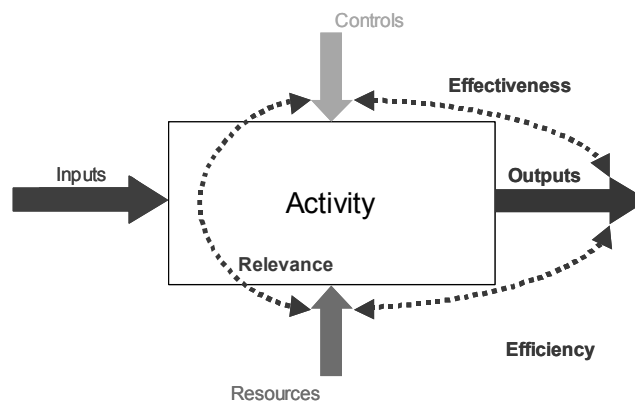 Controls
Effectiveness
Inputs
Outputs
Activity
Relevance
Efficiency
Resources